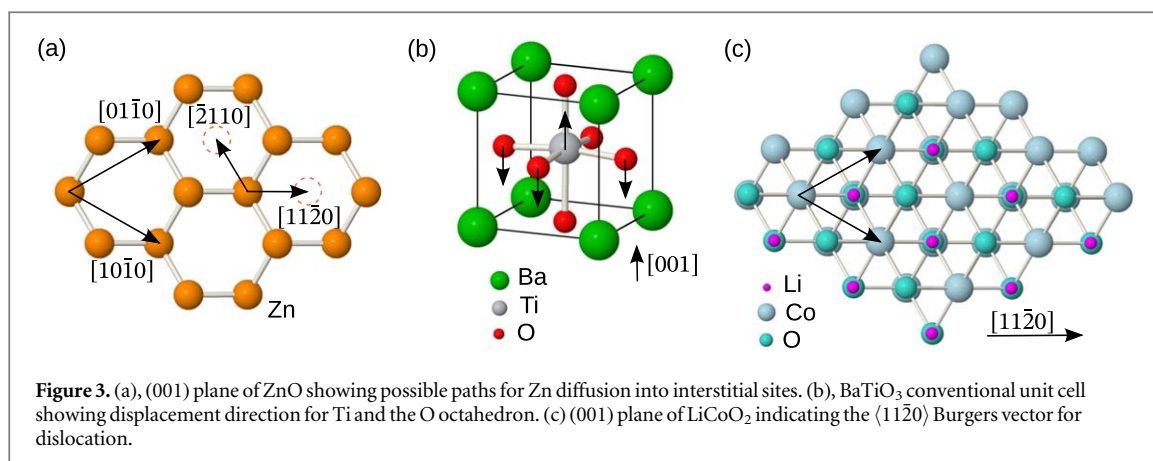 (a)
(b)
(c)
[011̅0]
[2̅110]
[112̅0]
[101̅0]
Zn
[001]
Ba
Ti
O
Li
Co
O
[112̅0]
Figure 3. (a), (001) plane of ZnO showing possible paths for Zn diffusion into interstitial sites. (b), BaTiO₃ conventional unit cell
showing displacement direction for Ti and the O octahedron. (c) (001) plane of LiCoO₂ indicating the ⟨112̅0⟩ Burgers vector for
dislocation.